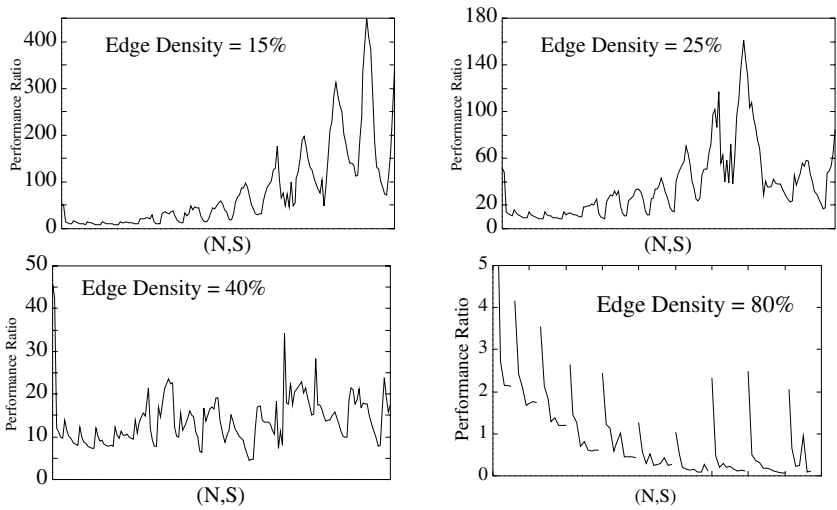 Edge Density = 15%
Performance Ratio
400
300
200
100
0
(N,S)
Edge Density = 25%
Performance Ratio
180
140
100
60
20
0
(N,S)
Edge Density = 40%
Performance Ratio
50
40
30
20
10
0
(N,S)
Edge Density = 80%
Performance Ratio
5
4
3
2
1
0
(N,S)